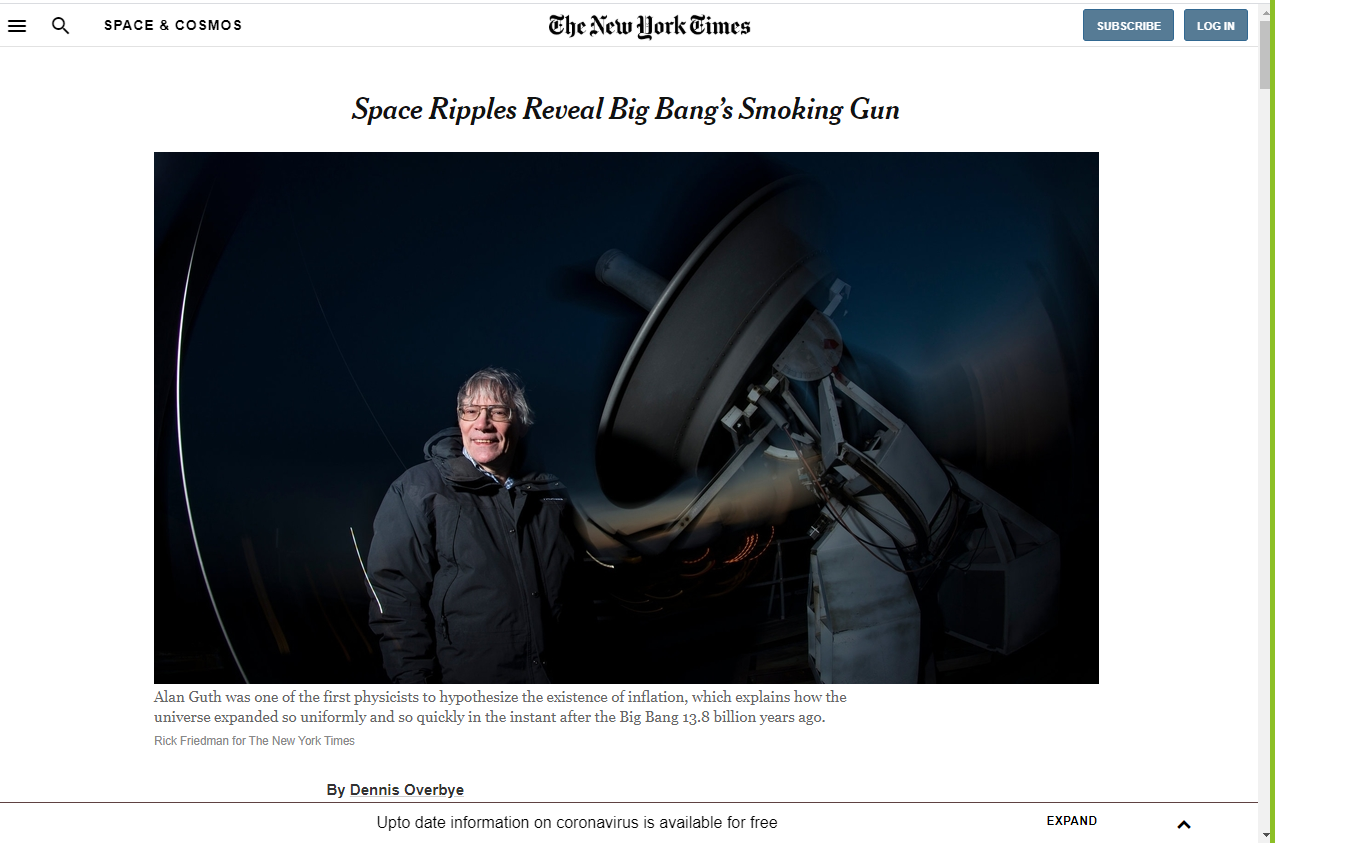 SPACE & COSMOS
The New York Times
SUBSCRIBE
LOG IN
Space Ripples Reveal Big Bang’s Smoking Gun
Alan Guth was one of the first physicists to hypothesize the existence of inflation, which explains how the
universe expanded so uniformly and so quickly in the instant after the Big Bang 13.8 billion years ago.
Rick Friedman for The New York Times
By Dennis Overbye
Upto date information on coronavirus is available for free
EXPAND